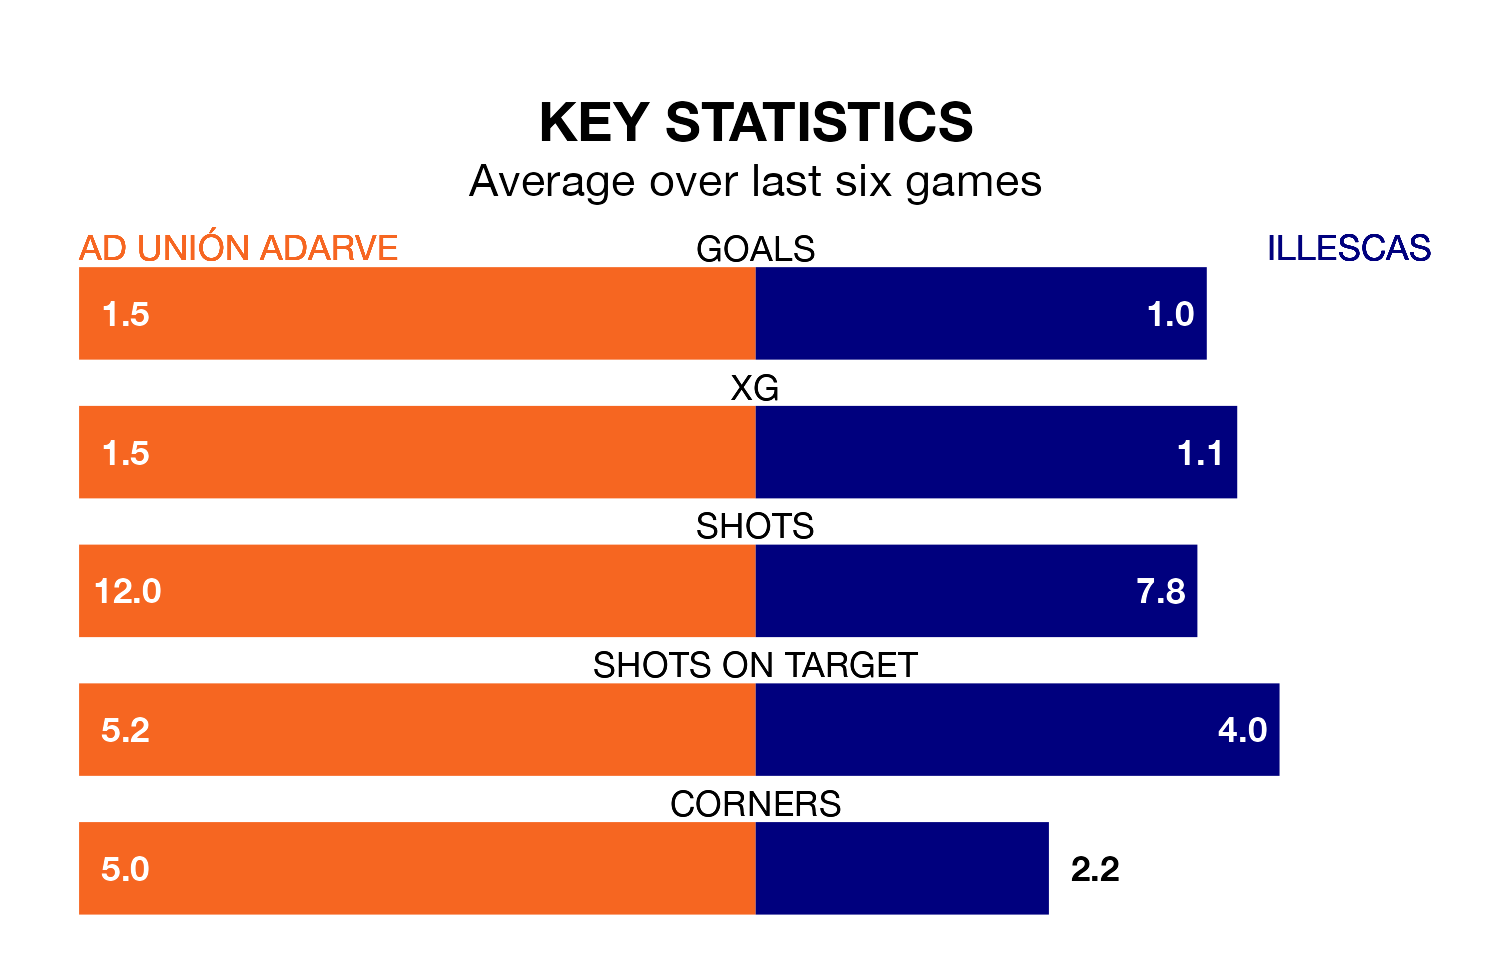 KEY STATISTICS
Average over last six games
AD UNIÓN ADARVE GOALS ILLESCAS
1.5 1.0
XG
1.5 1.1
SHOTS
12.0 7.8
SHOTS ON TARGET
5.2 4.0
CORNERS
5.0 2.2